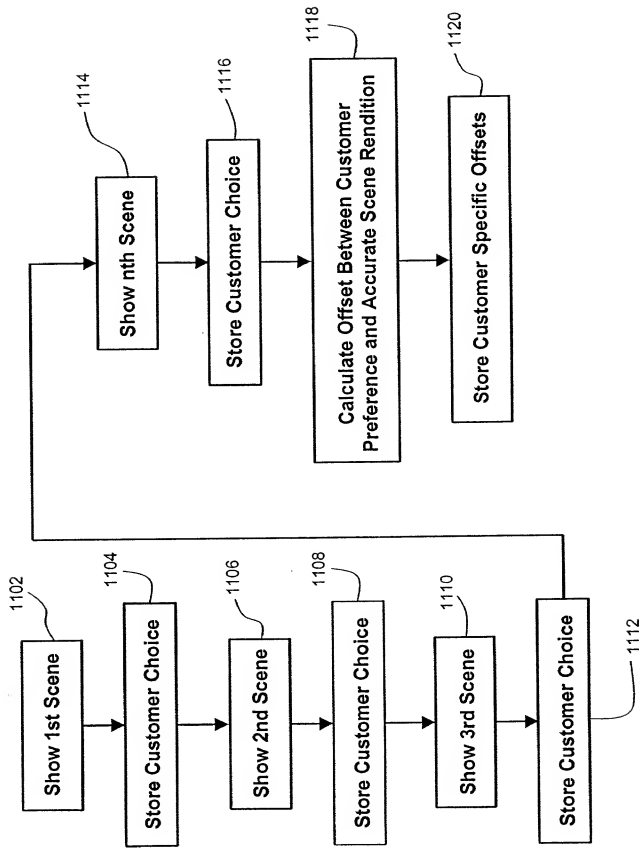 Show 1st Scene
1102
Store Customer Choice
1104
Show 2nd Scene
1106
Store Customer Choice
1108
Show 3rd Scene
1110
Store Customer Choice
1112
Show nth Scene
1114
Store Customer Choice
1116
Calculate Offset Between Customer
Preference and Accurate Scene Rendition
1118
Store Customer Specific Offsets
1120